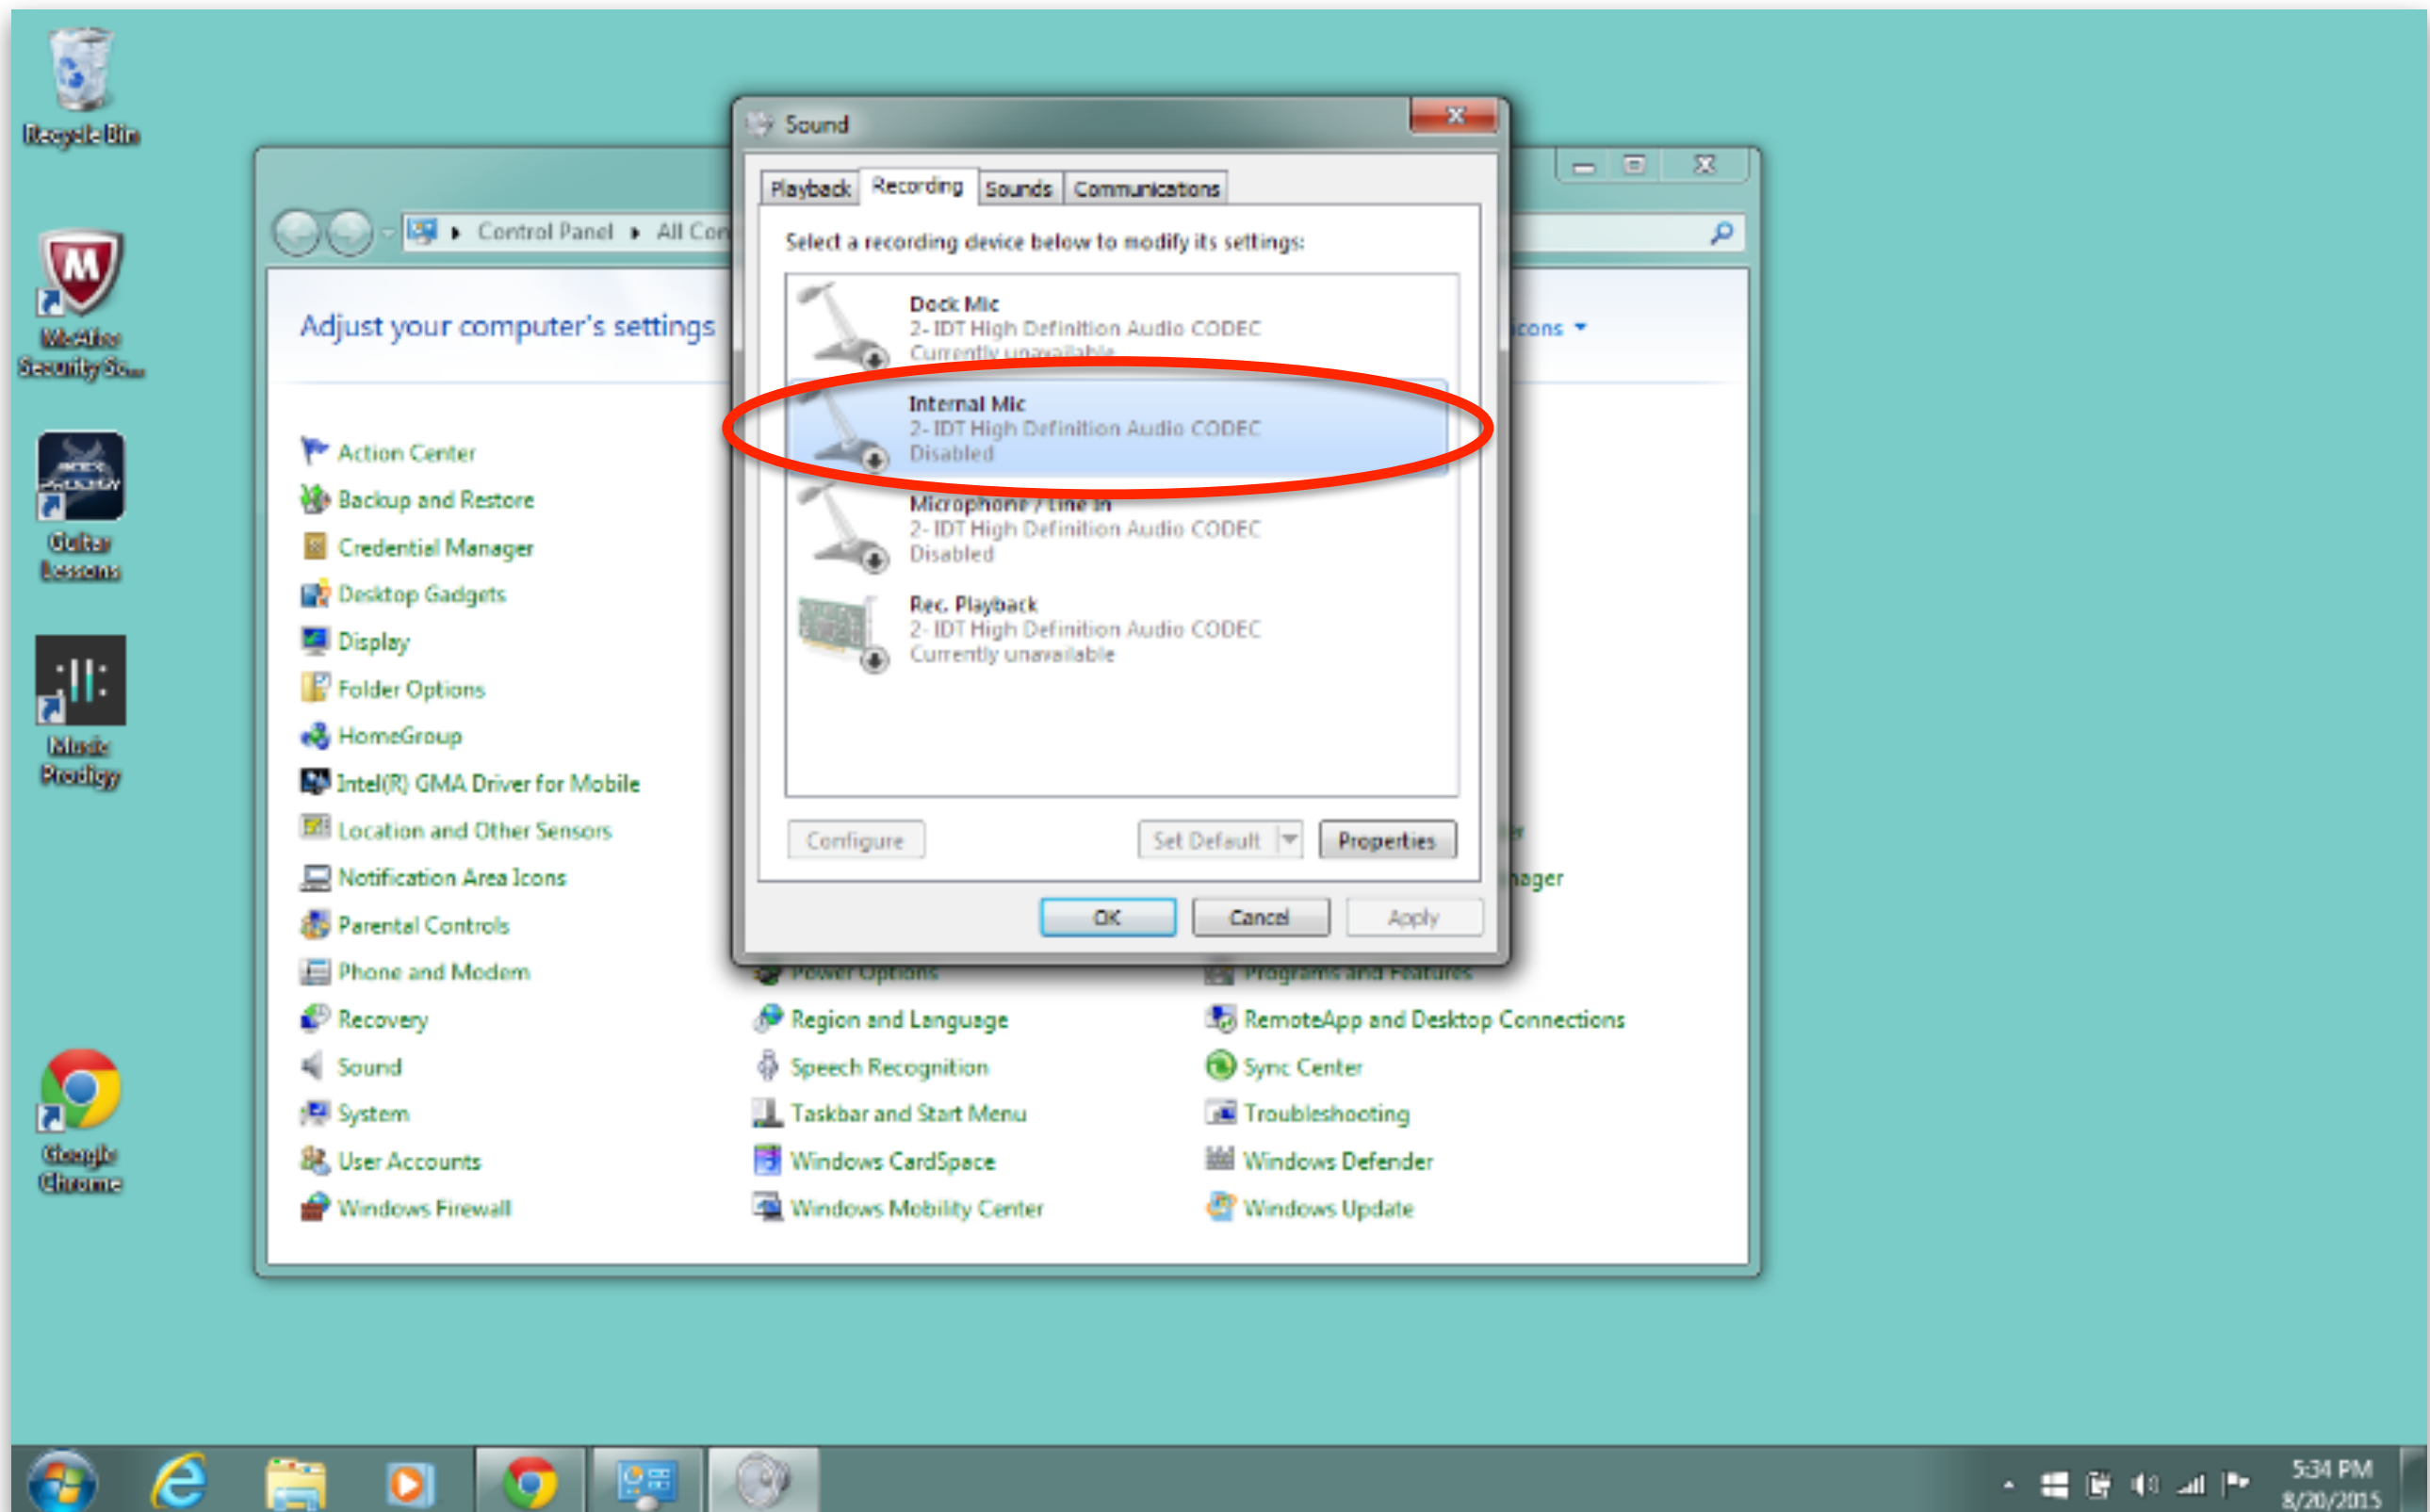 Recycle Bin
McAfee
Security Sc...
Guitar
Lessons
Music
Prodigy
Google
Chrome
Control Panel ▸ All Con
Adjust your computer's settings
icons
Action Center
Backup and Restore
Credential Manager
Desktop Gadgets
Display
Folder Options
HomeGroup
Intel(R) GMA Driver for Mobile
Location and Other Sensors
Notification Area Icons
Parental Controls
Phone and Modem
Recovery
Sound
System
User Accounts
Windows Firewall
Power Options
Region and Language
Speech Recognition
Taskbar and Start Menu
Windows CardSpace
Windows Mobility Center
er
nager
Programs and Features
RemoteApp and Desktop Connections
Sync Center
Troubleshooting
Windows Defender
Windows Update
Sound
Playback Recording Sounds Communications
Select a recording device below to modify its settings:
Dock Mic
2- IDT High Definition Audio CODEC
Currently unavailable
Internal Mic
2- IDT High Definition Audio CODEC
Disabled
Microphone / Line In
2- IDT High Definition Audio CODEC
Disabled
Rec. Playback
2- IDT High Definition Audio CODEC
Currently unavailable
Configure Set Default Properties
OK Cancel Apply
5:34 PM
8/20/2015